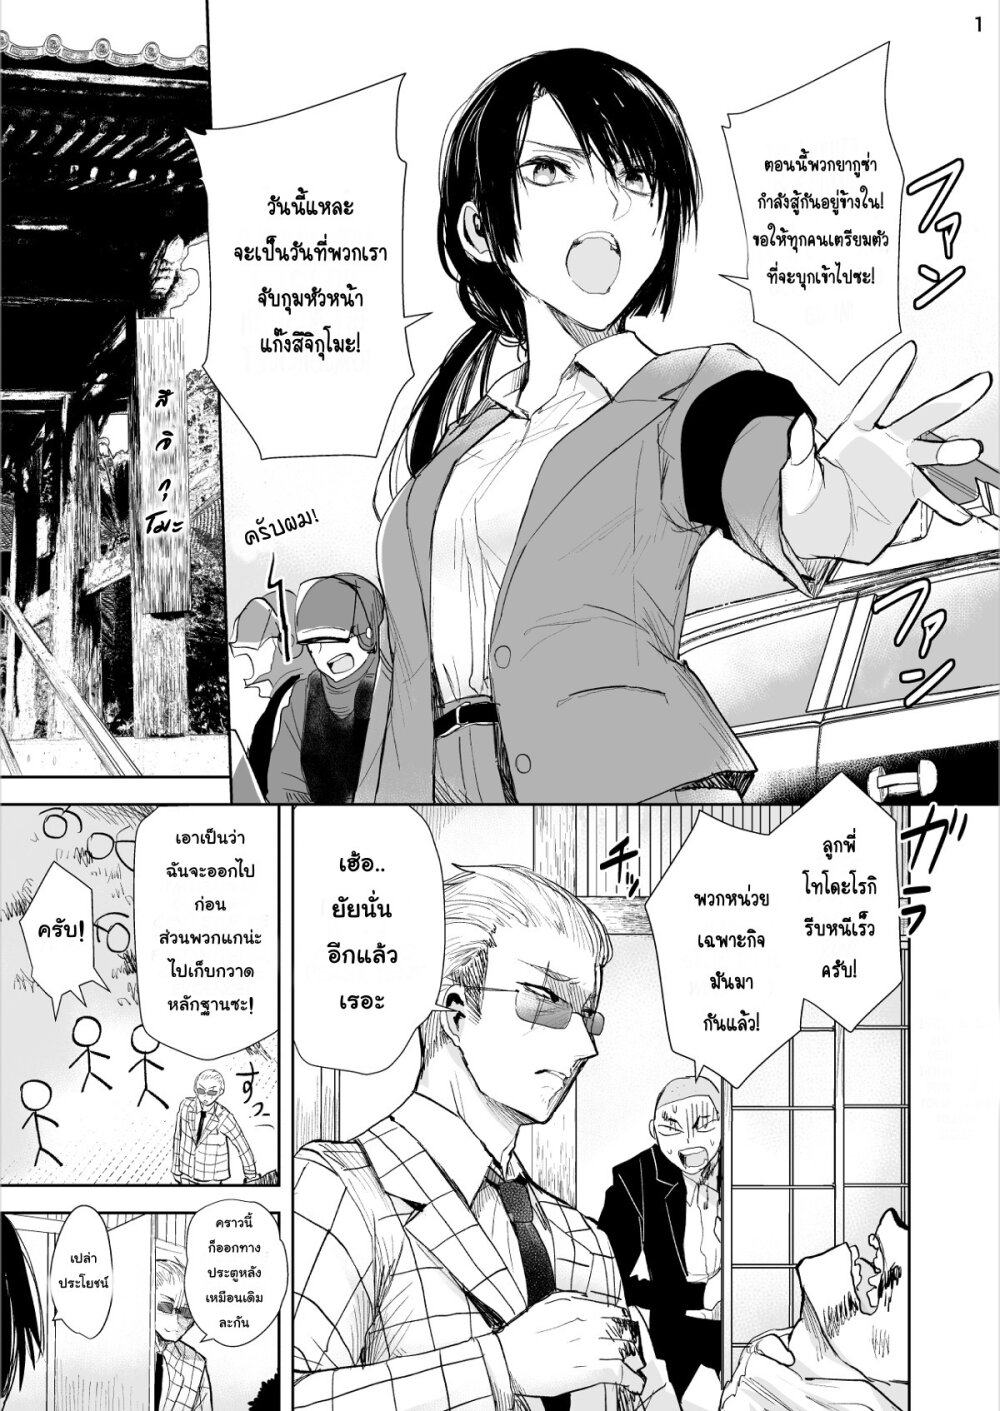 1
ตอนนี้พวกยากูซ่า
กำลังสู้กันอยู่ข้างใน!
ขอให้ทุกคนเตรียมตัว
ที่จะบุกเข้าไปซะ!
ファン
วันนี้แหละ
จะเป็นวันที่พวกเรา
จับกุมหัวหน้า
แก๊งสึจิกุโมะ!
สึ
จิ
กุ
โมะ
ครับผม!
ファン
ガラ
ลูกพี่
โทโดะโรกิ
รีบหนีเร็ว
ครับ!
พวกหน่วย
เฉพาะกิจ
มันมา
กันแล้ว!
チッ
เฮ้อ..
ยัยนั่น
อีกแล้ว
เรอะ
เอาเป็นว่า
ฉันจะออกไป
ก่อน
ส่วนพวกแกน่ะ
ไปเก็บกวาด
หลักฐานซะ!
ครับ!
スッ
คราวนี้
ก็ออกทาง
ประตูหลัง
เหมือนเดิม
ละกัน
เปล่า
ประโยชน์